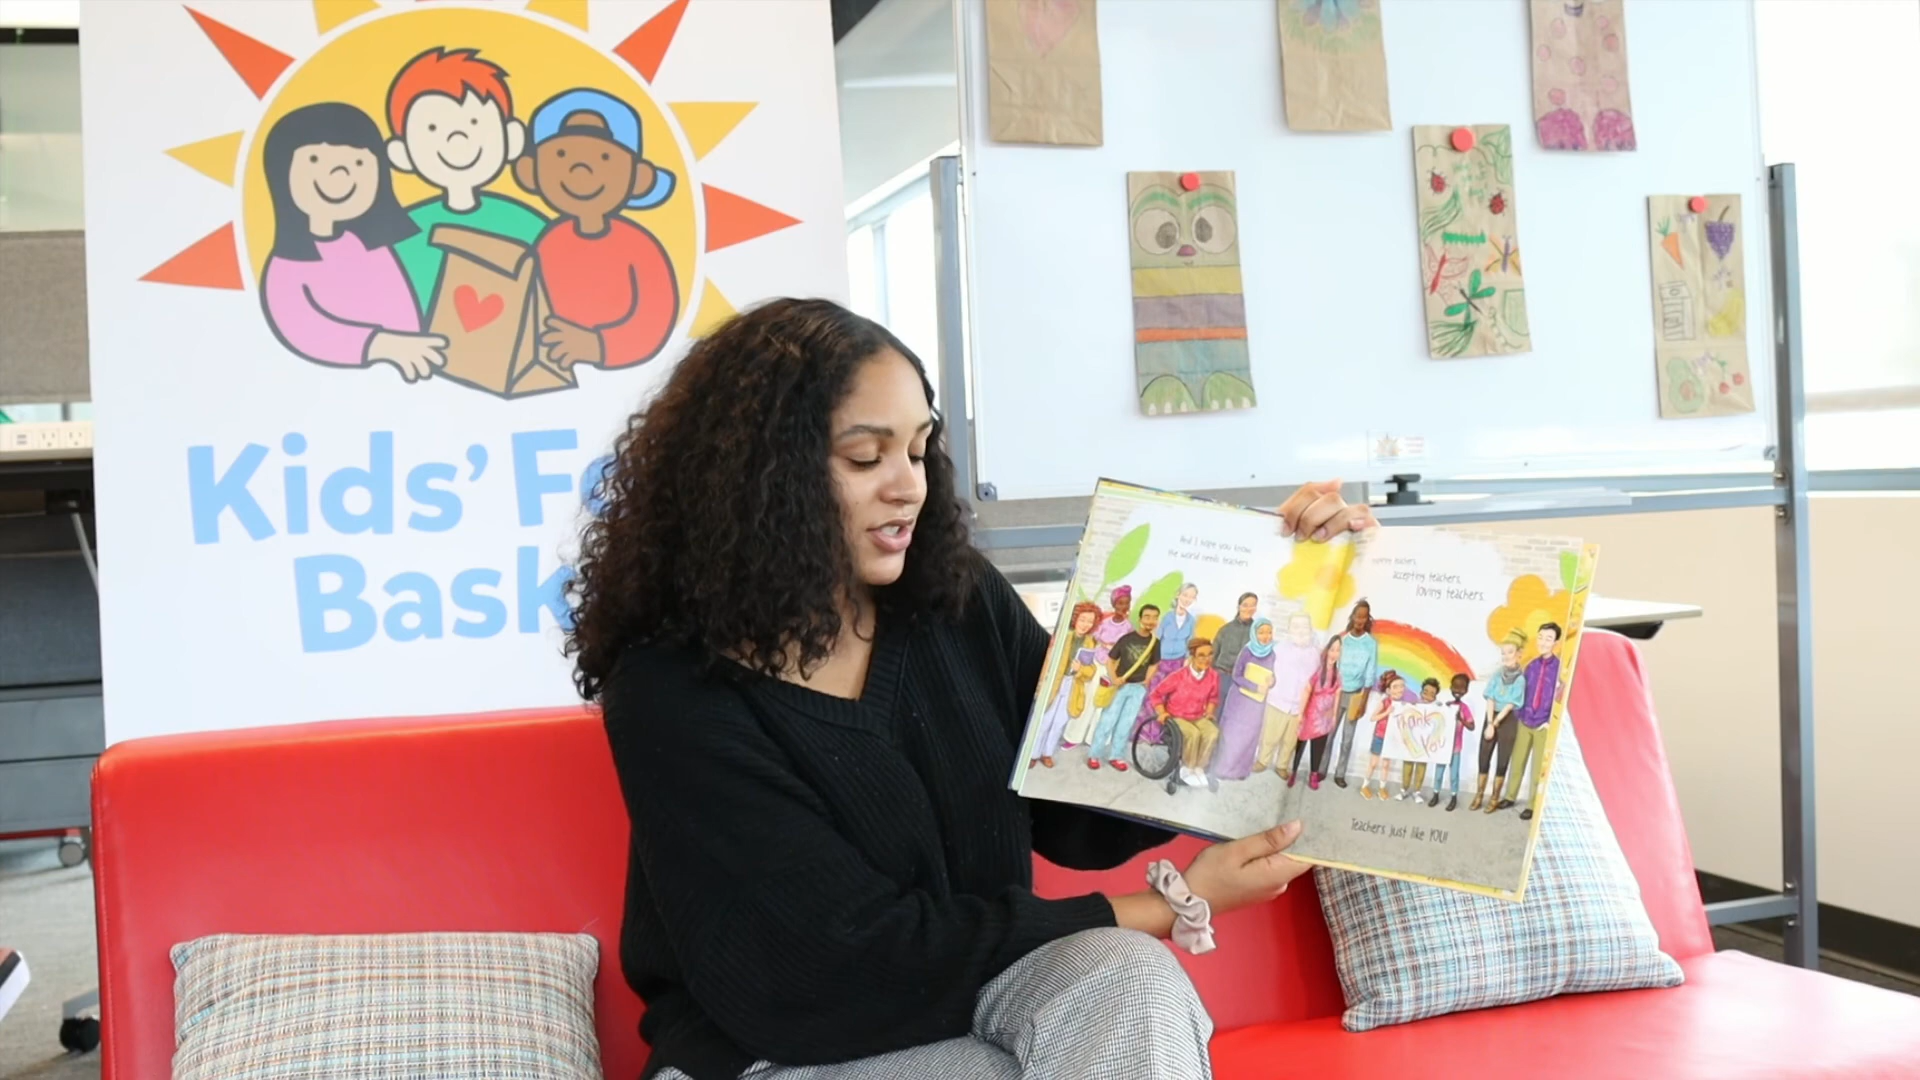 Kids' Fo
Bask
And I hope you know
the world needs teachers
accepting teachers,
loving teachers.
Thank
You
Teachers just like YOU!